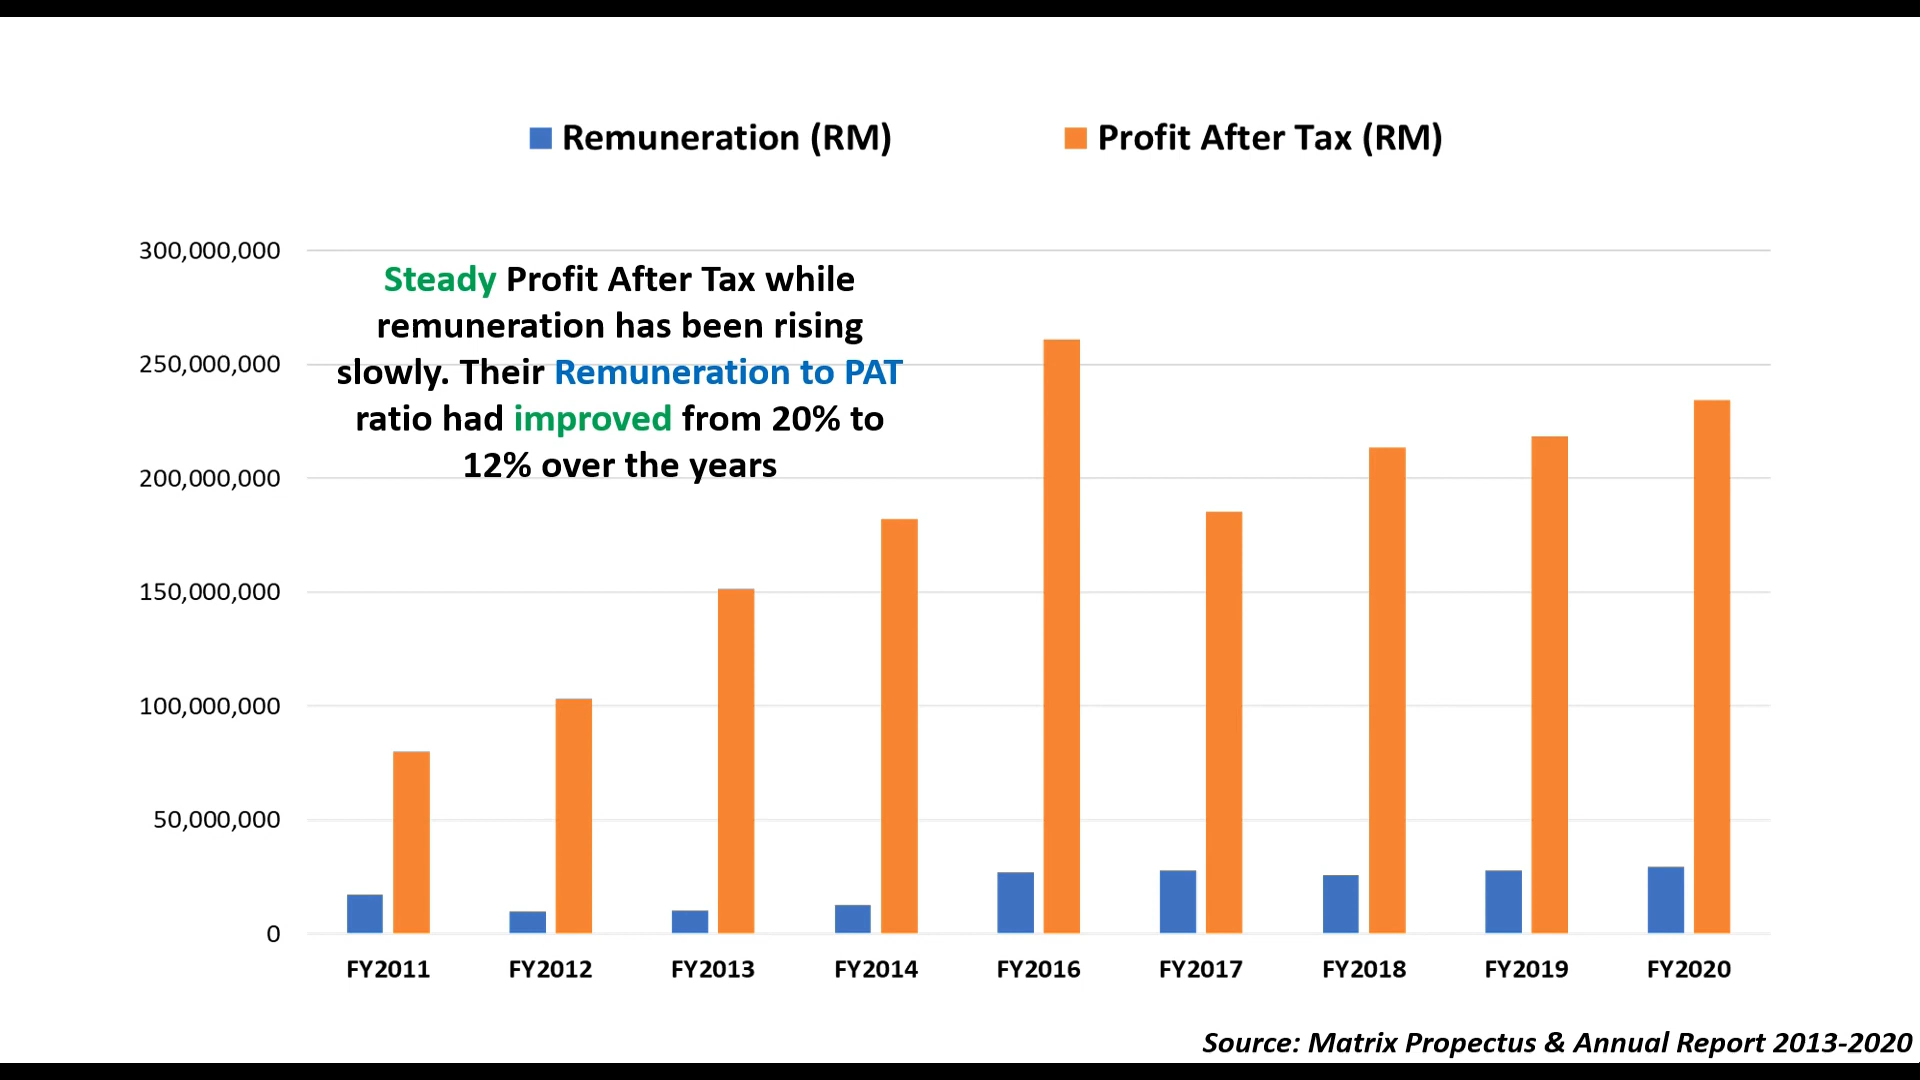 Remuneration (RM) Profit After Tax (RM)
300,000,000
Steady Profit After Tax while
remuneration has been rising
250,000,000
slowly. Their Remuneration to PAT
ratio had improved from 20% to
12% over the years
200,000,000
150,000,000
100,000,000
50,000,000
0
FY2011 FY2012 FY2013 FY2014 FY2016 FY2017 FY2018 FY2019 FY2020
Source: Matrix Propectus & Annual Report 2013-2020